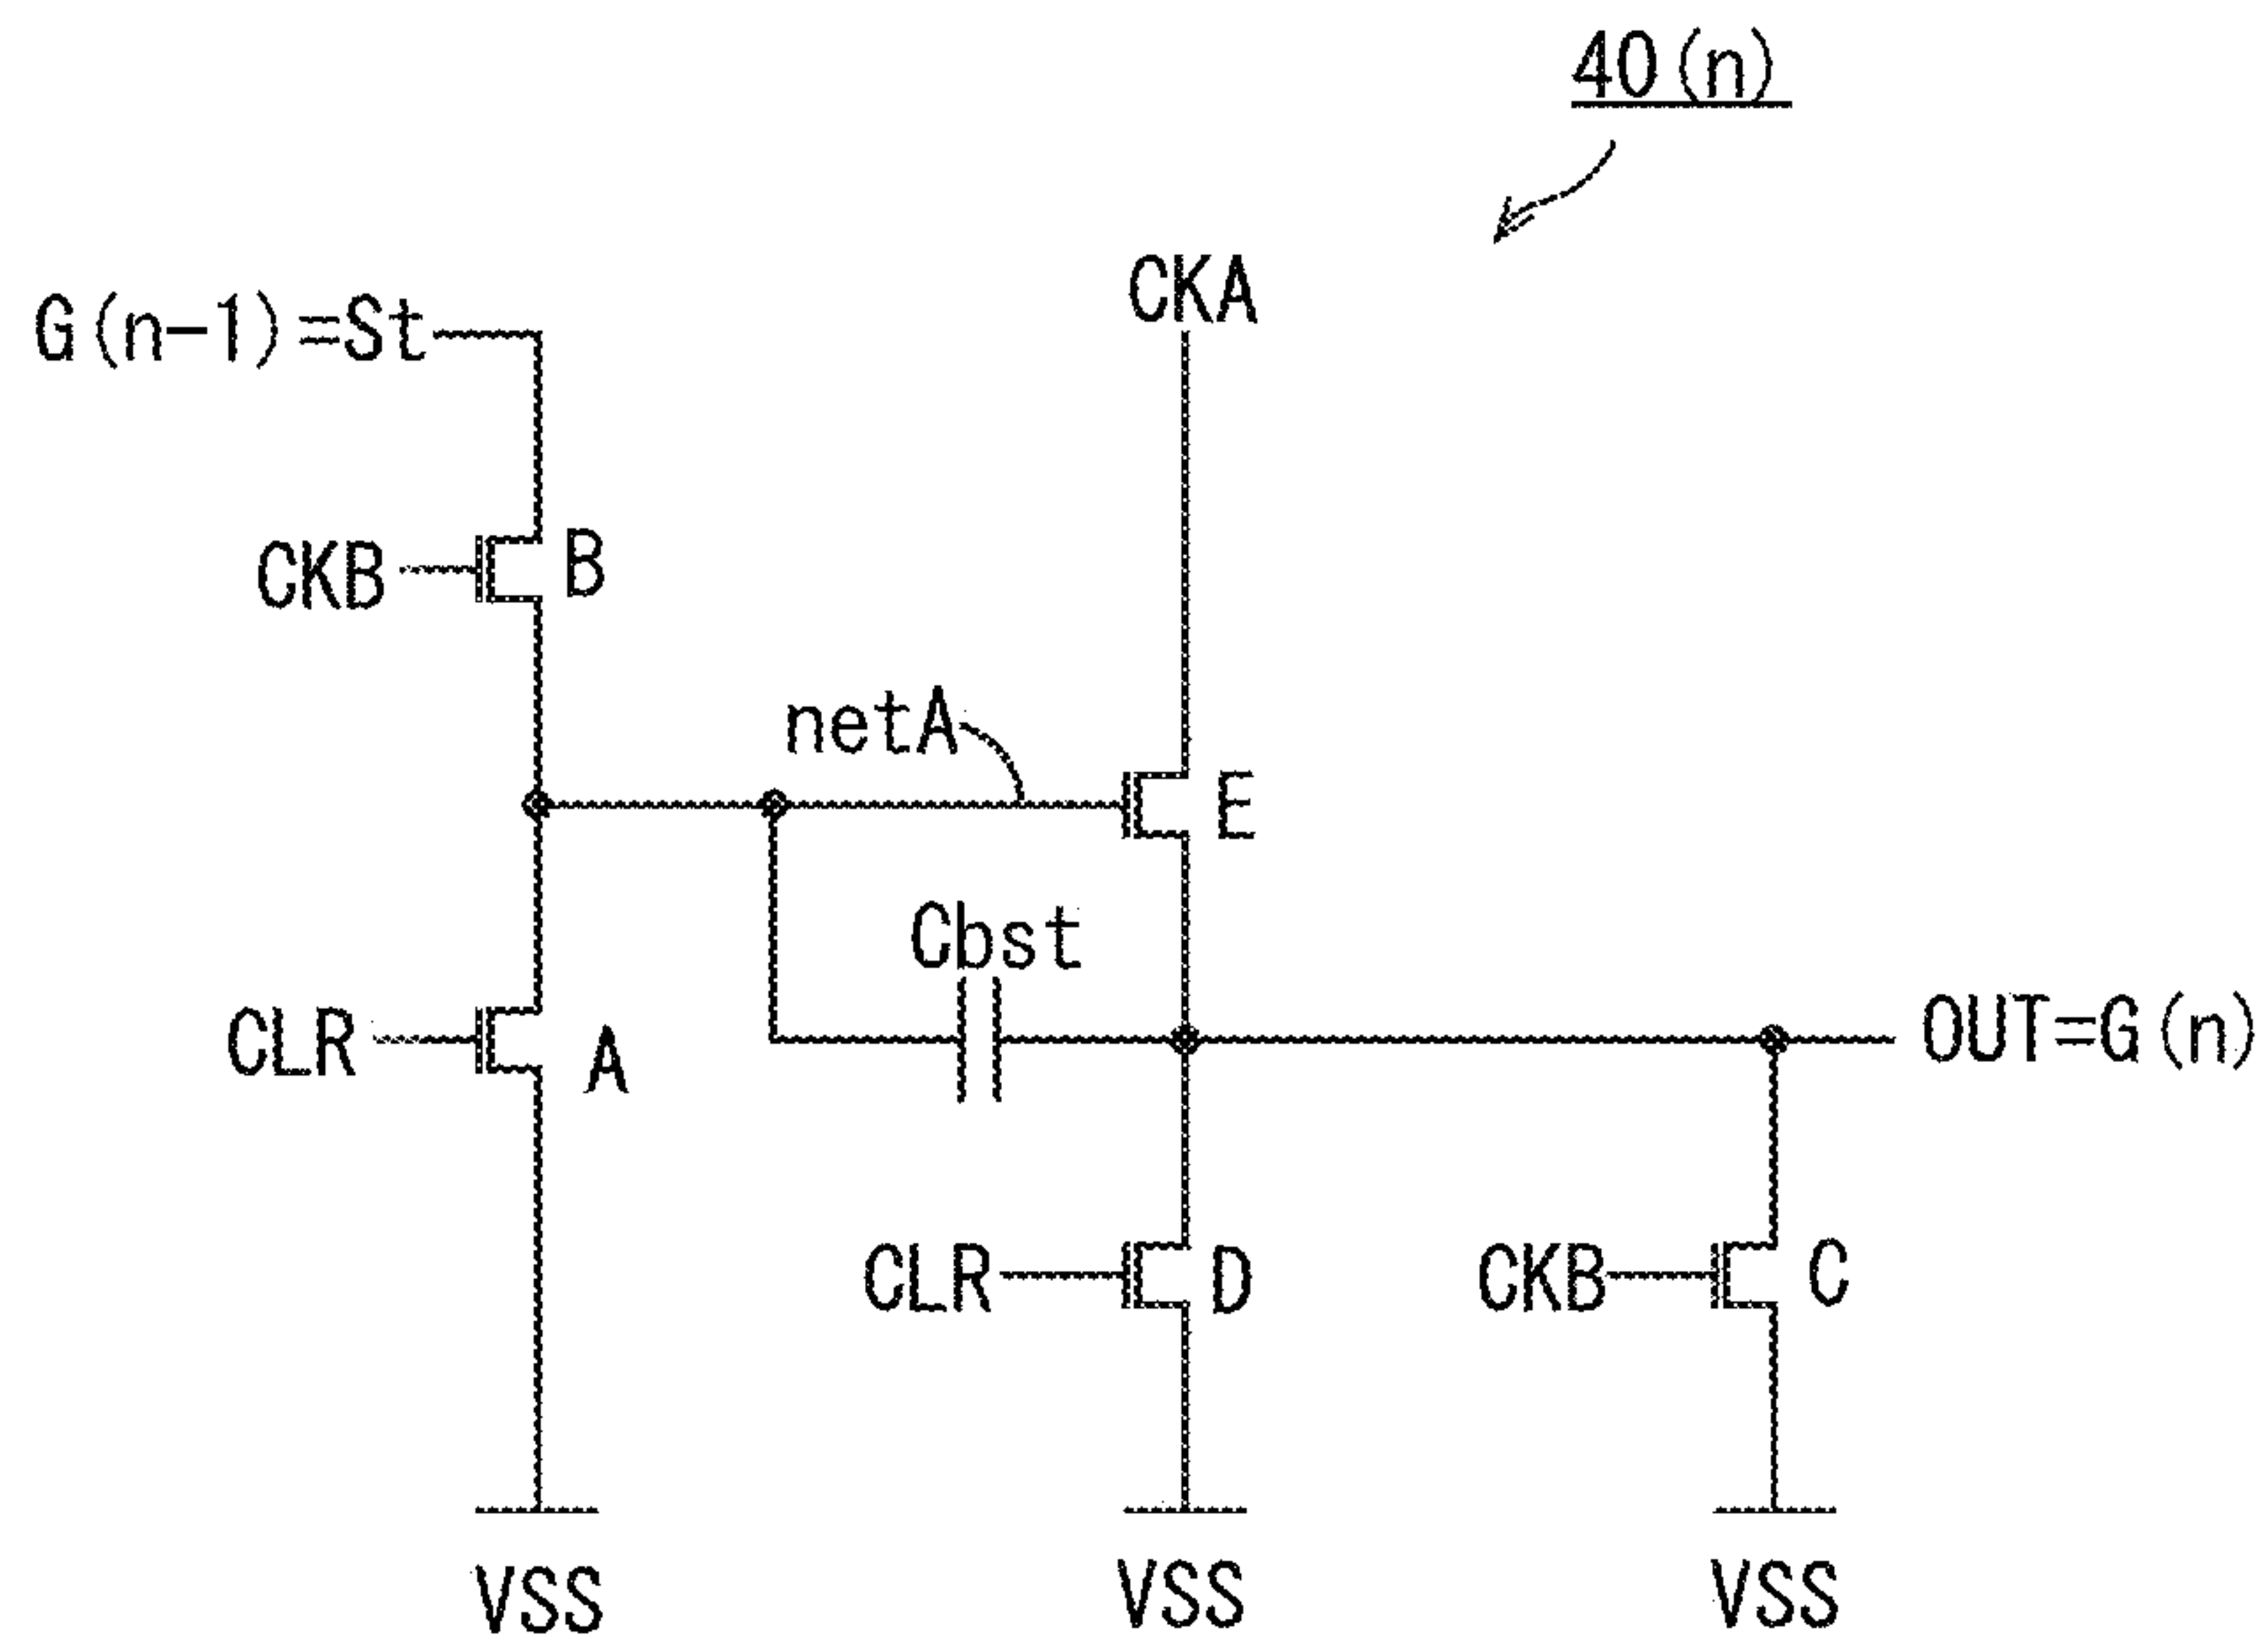 40(n)
CKA
G(n-1)=St
CKB
B
netA
E
Cbst
CLR
A
OUT=G(n)
CLR
D
CKB
C
VSS
VSS
VSS